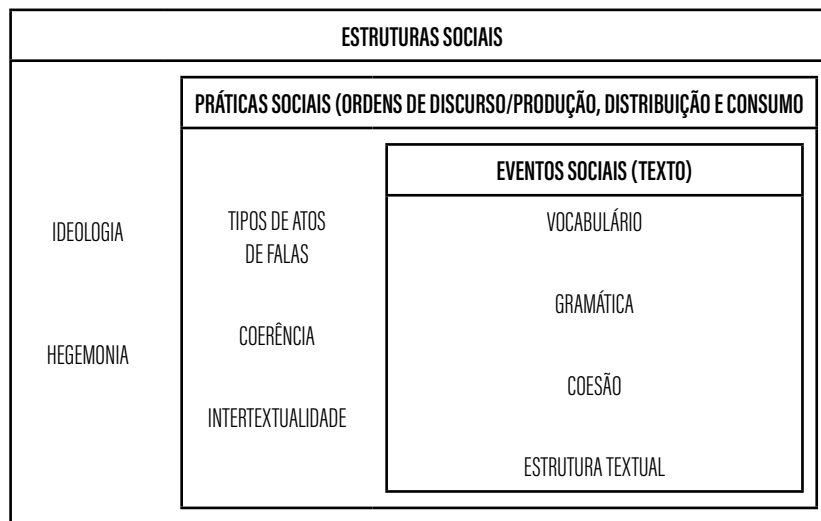 ESTRUTURAS SOCIAIS
PRÁTICAS SOCIAIS (ORDENS DE DISCURSO/PRODUÇÃO, DISTRIBUIÇÃO E CONSUMO
EVENTOS SOCIAIS (TEXTO)
IDEOLOGIA
HEGEMONIA
TIPOS DE ATOS
DE FALAS
COERÊNCIA
INTERTEXTUALIDADE
VOCABULÁRIO
GRAMÁTICA
COESÃO
ESTRUTURA TEXTUAL